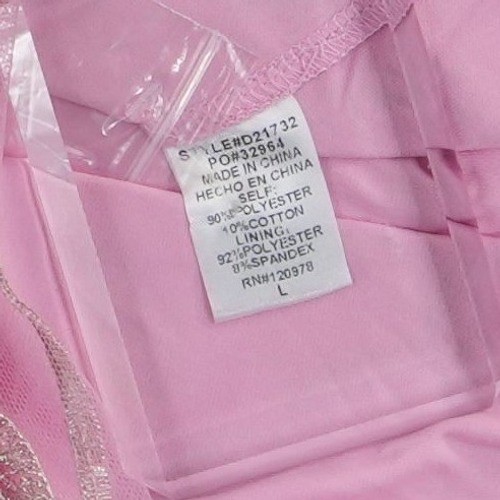 STYLE#D21732
PO#32964
MADE IN CHINA
HECHO EN CHINA
SELF:
90%POLYESTER
10%COTTON
LINING:
92%POLYESTER
8%SPANDEX
RN#120978
L